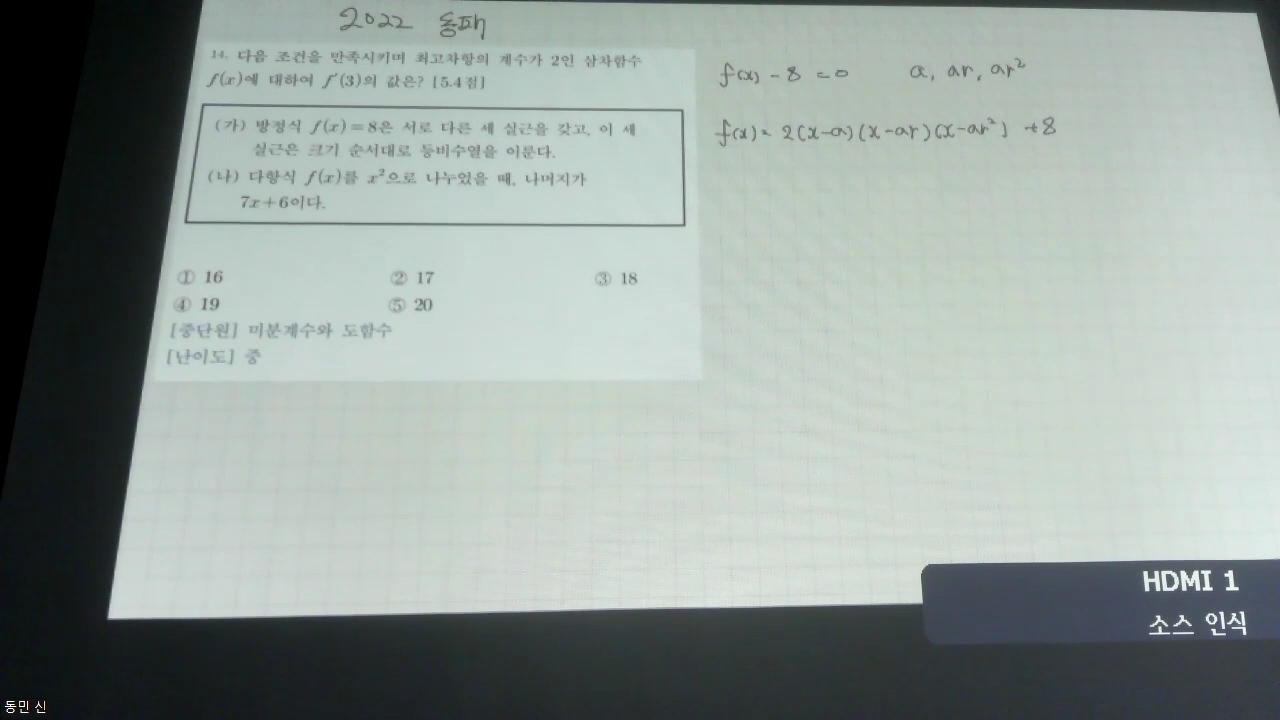 2022 동패
14. 다음 조건을 만족시키며 최고차항의 계수가 2인 삼차함수
f(x)에 대하여 f′(3)의 값은? [5.4점]
(가) 방정식 f(x)=8은 서로 다른 세 실근을 갖고, 이 세
실근은 크기 순서대로 등비수열을 이룬다.
(나) 다항식 f(x)를 x²으로 나누었을 때, 나머지가
7x+6이다.
① 16 ② 17 ③ 18
④ 19 ⑤ 20
[중단원] 미분계수와 도함수
[난이도] 중
f(x) - 8 = 0 a, ar, ar²
f(x) = 2(x-a)(x-ar)(x-ar²) +8
HDMI 1
소스 인식
동민 신